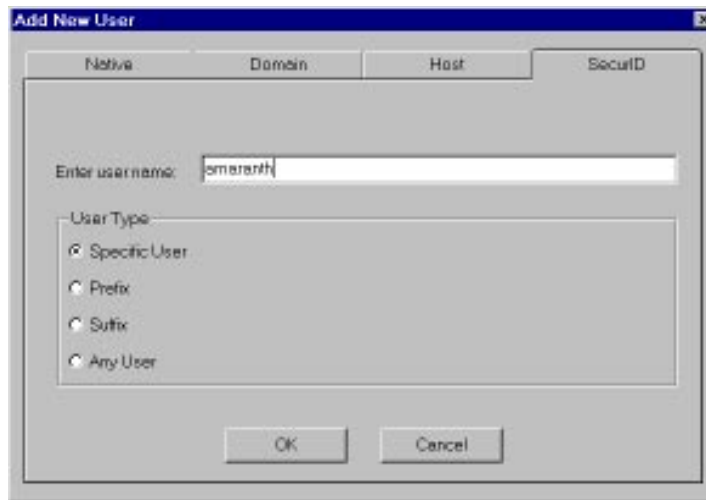 Add New User
Native Domain Host SecurID
Enter user name: amaranth
User Type
Specific User
Prefix
Suffix
Any User
OK Cancel